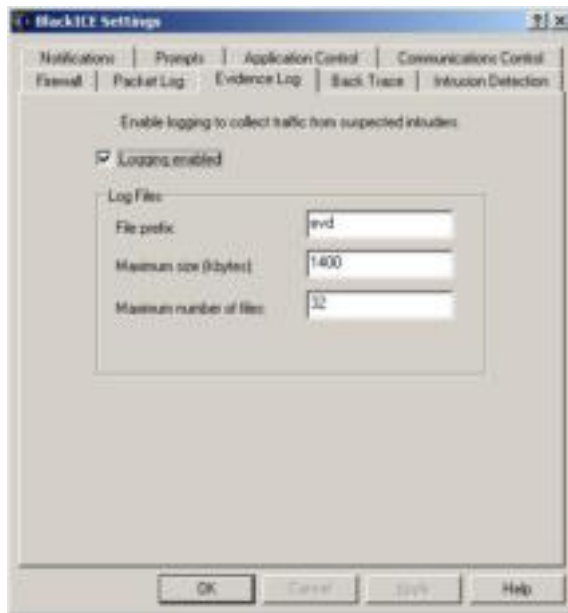 BlackICE Settings
Notifications Prompts Application Control Communications Control
Firewall Packet Log Evidence Log Back Trace Intrusion Detection
Enable logging to collect traffic from suspected intruders.
Logging enabled
Log Files
File prefix
evd
Maximum size (kbytes)
1400
Maximum number of files
32
OK Cancel Apply Help